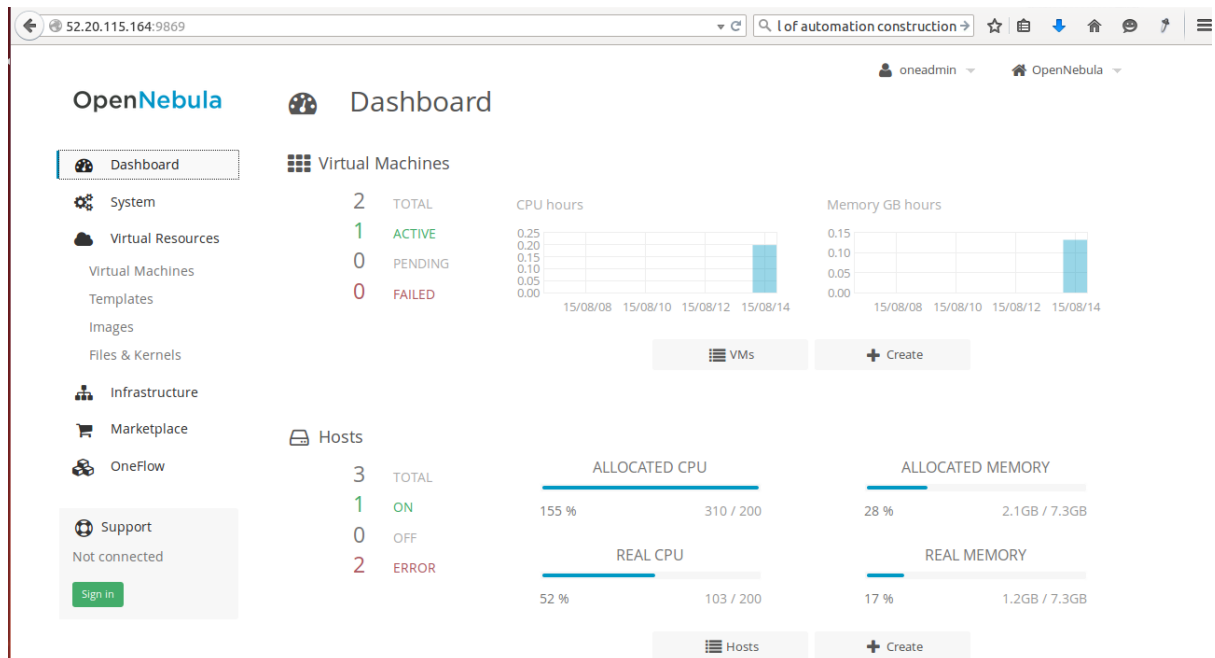 52.20.115.164:9869
l of automation construction
oneadmin
OpenNebula
OpenNebula
Dashboard
Dashboard
System
Virtual Resources
Virtual Machines
Templates
Images
Files & Kernels
Infrastructure
Marketplace
OneFlow
Support
Not connected
Sign in
Virtual Machines
2 TOTAL
1 ACTIVE
0 PENDING
0 FAILED
CPU hours
0.25
0.20
0.15
0.10
0.05
0.00
15/08/08 15/08/10 15/08/12 15/08/14
Memory GB hours
0.15
0.10
0.05
0.00
15/08/08 15/08/10 15/08/12 15/08/14
VMs
Create
Hosts
3 TOTAL
1 ON
0 OFF
2 ERROR
ALLOCATED CPU
155 % 310 / 200
ALLOCATED MEMORY
28 % 2.1GB / 7.3GB
REAL CPU
52 % 103 / 200
REAL MEMORY
17 % 1.2GB / 7.3GB
Hosts
Create